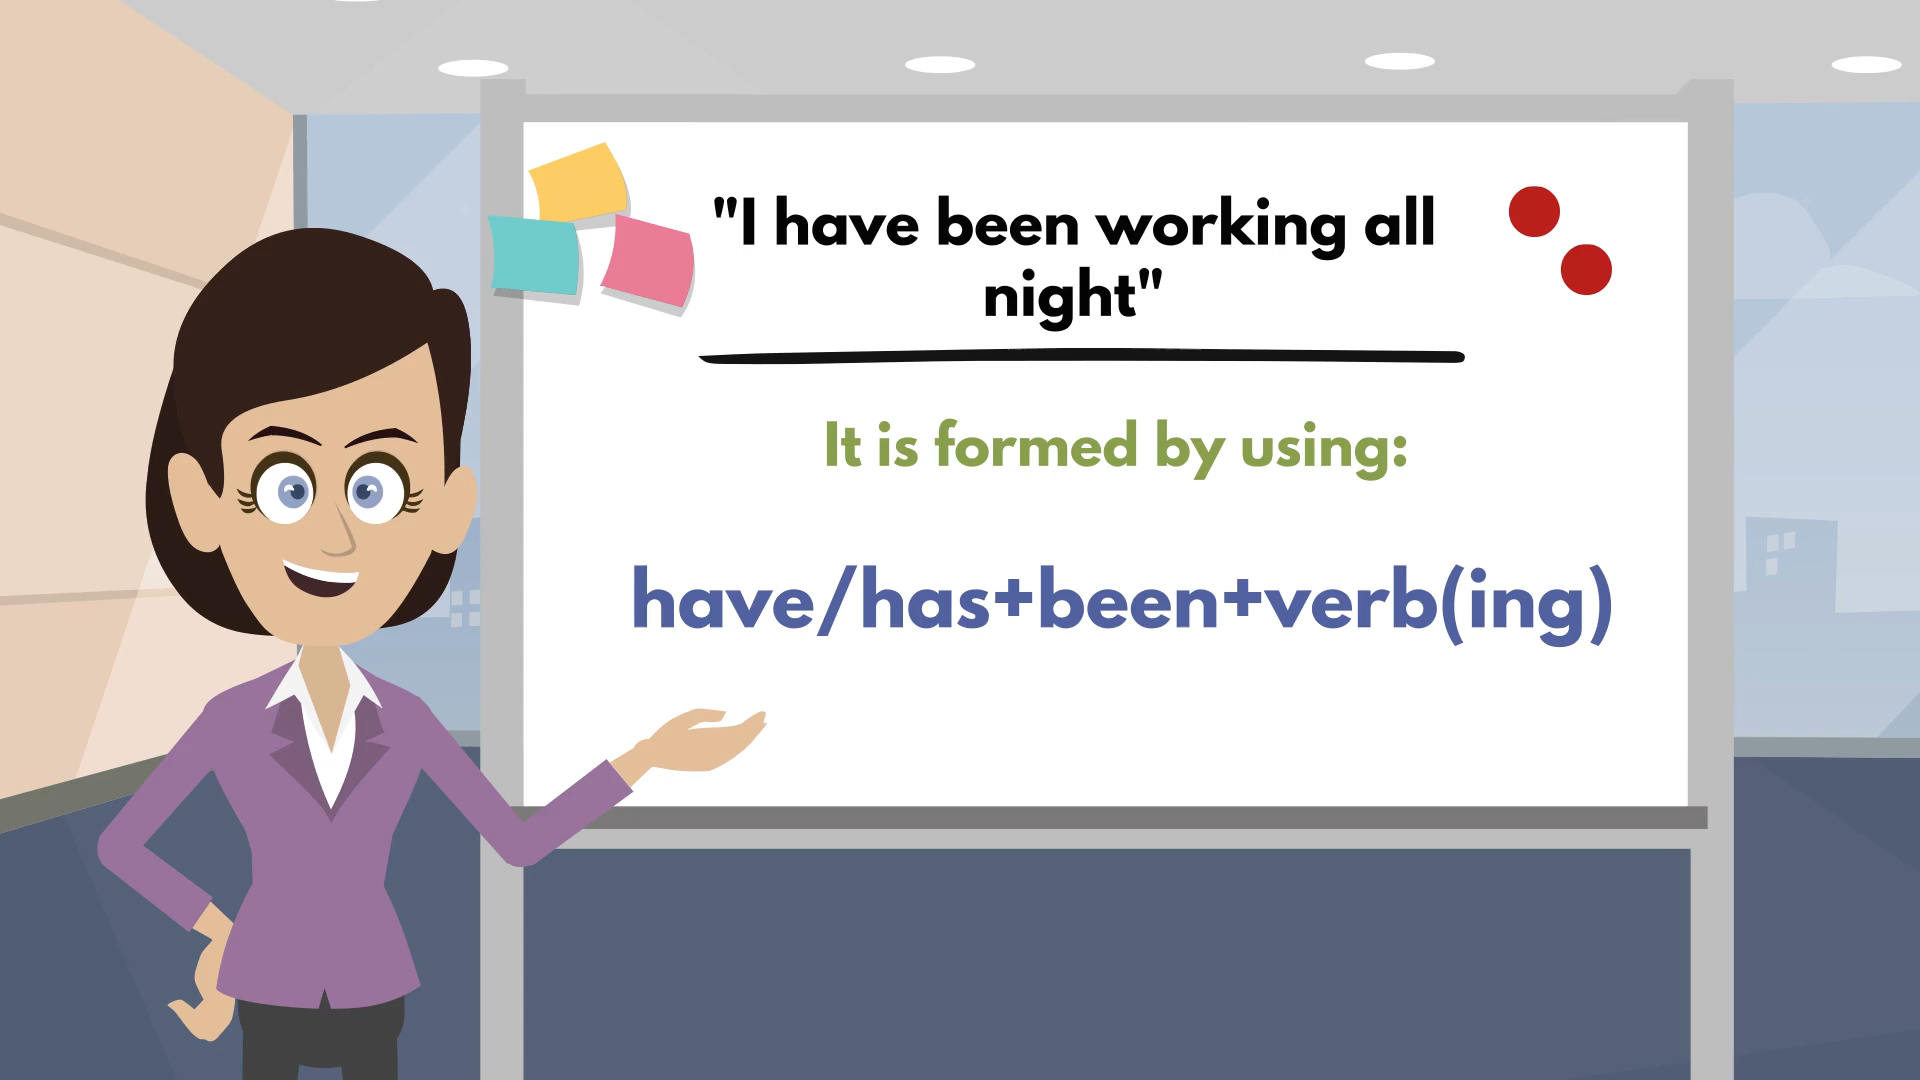 "I have been working all
night"
It is formed by using:
have/has+been+verb(ing)